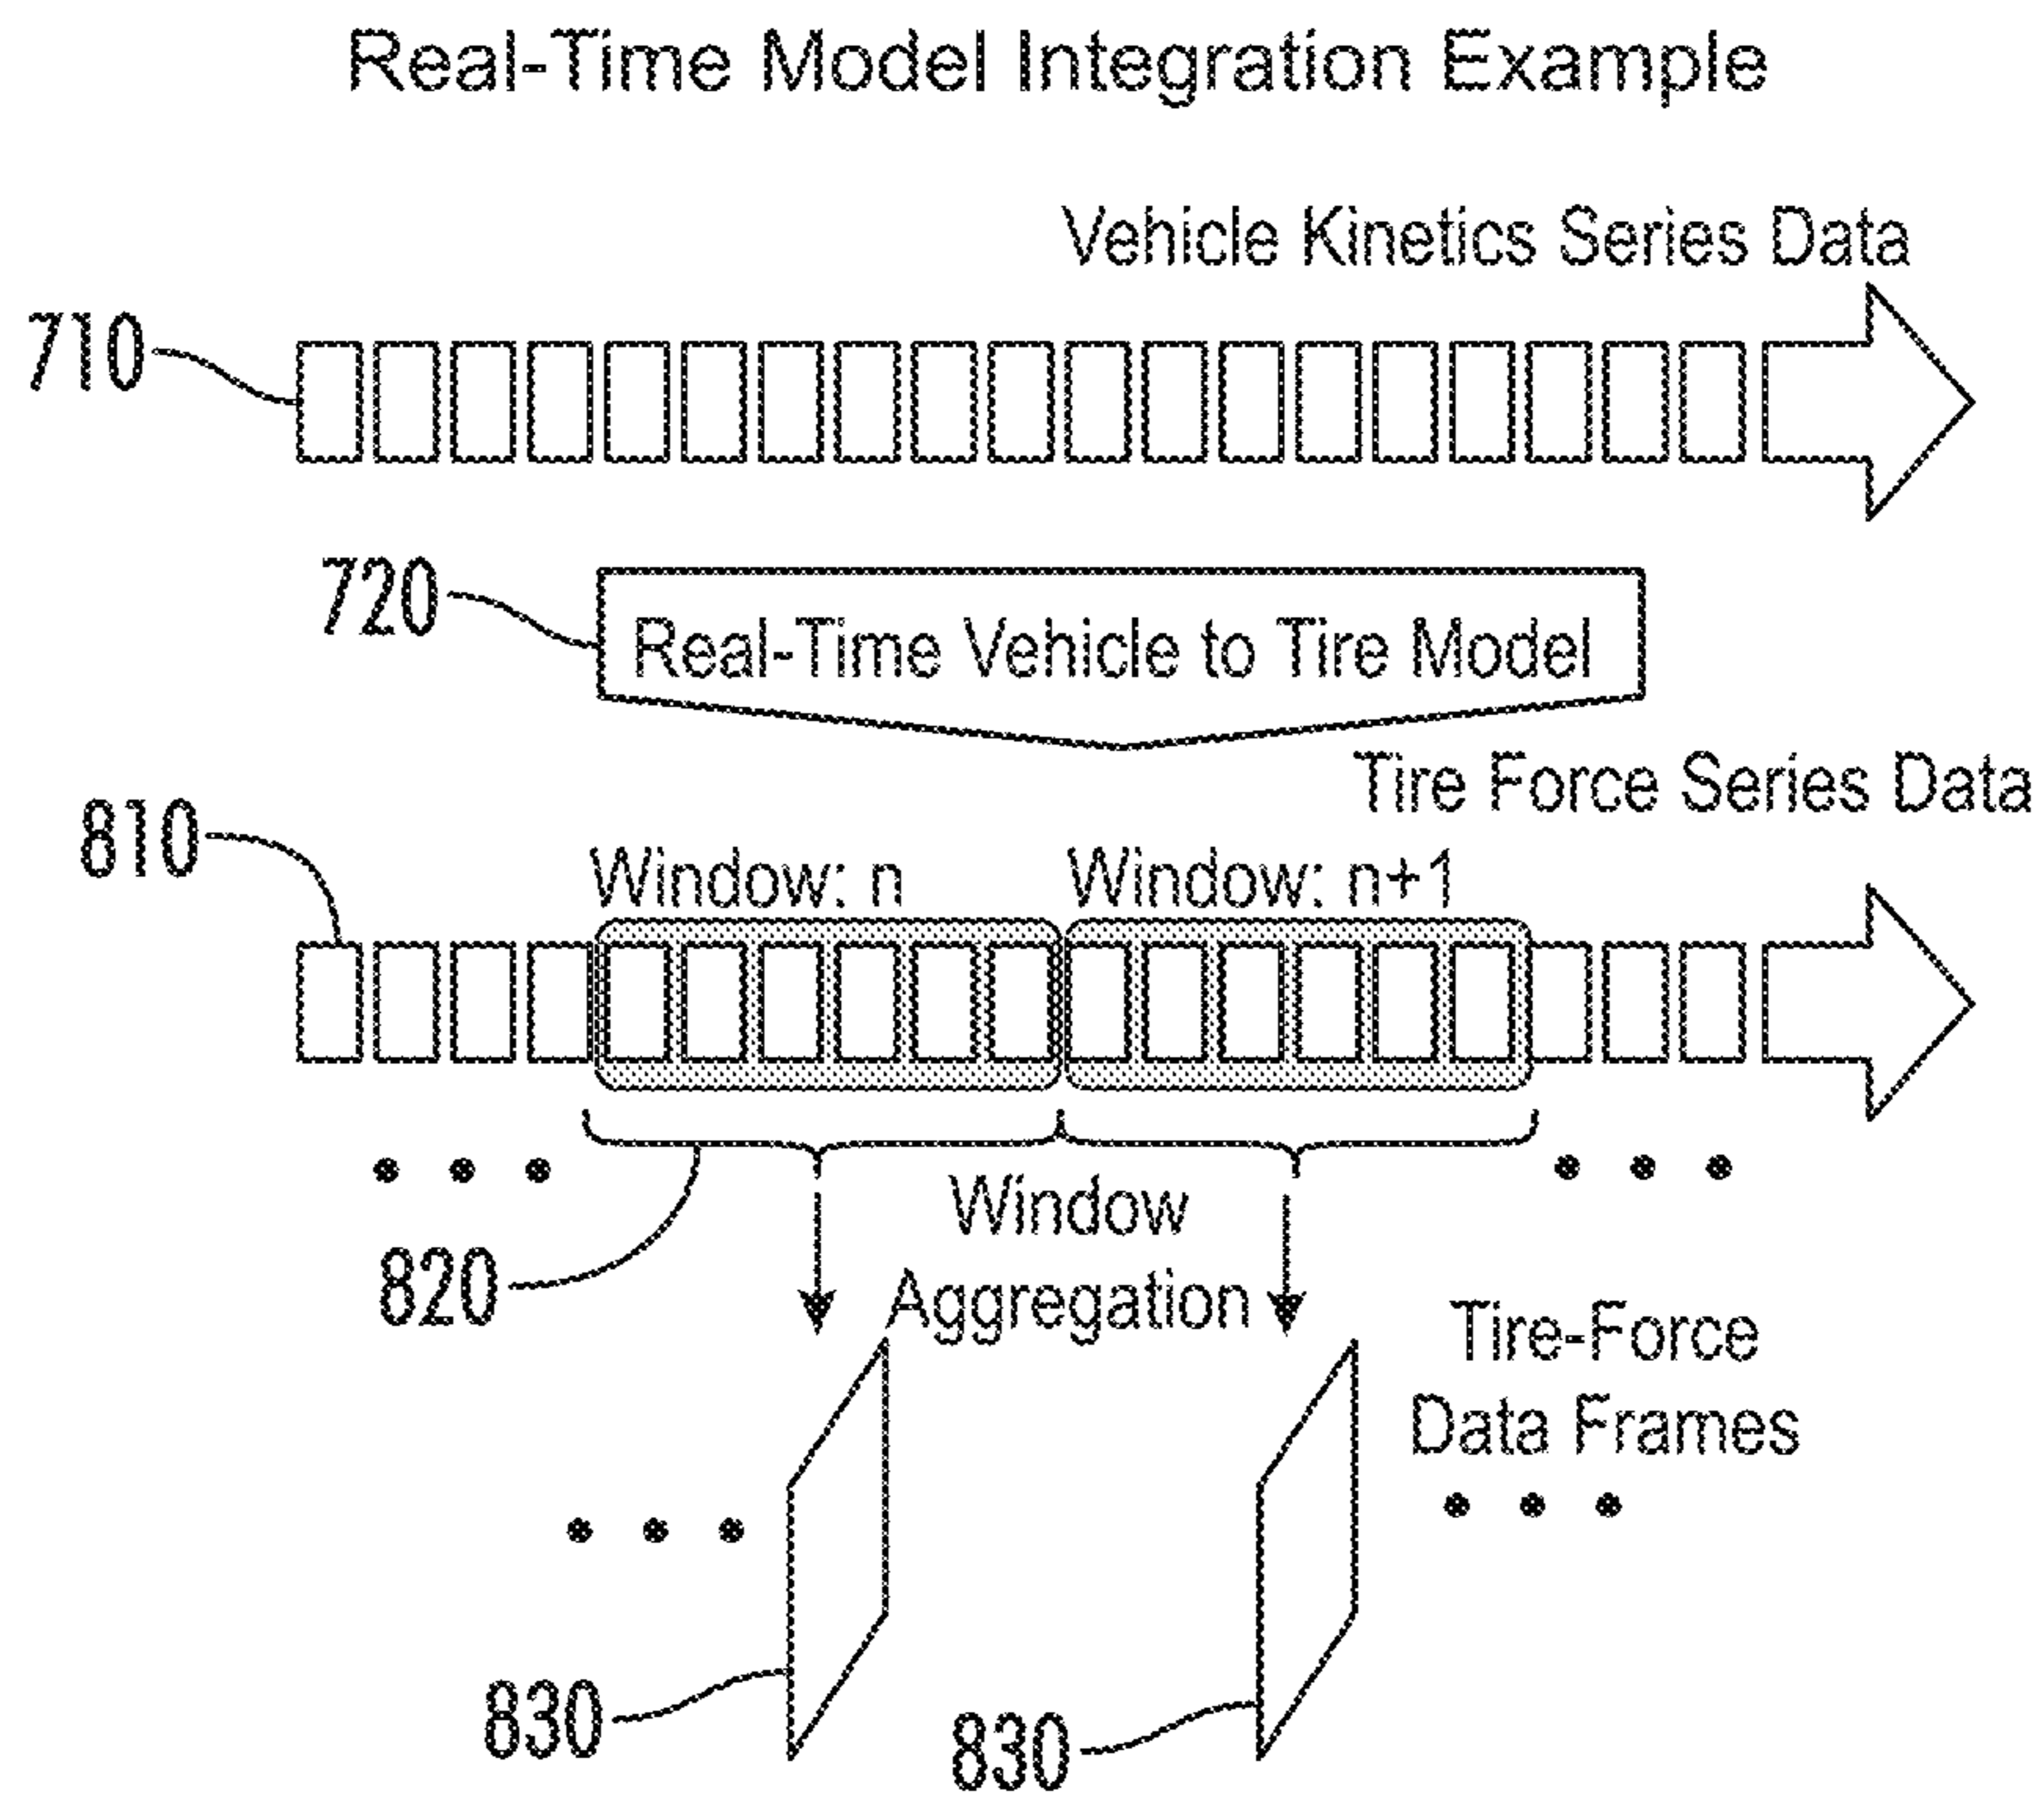 Real-Time Model Integration Example
Vehicle Kinetics Series Data
710
720
Real-Time Vehicle to Tire Model
Tire Force Series Data
810
Window: n
Window: n+1
Window
820
Aggregation
Tire-Force
Data Frames
830
830